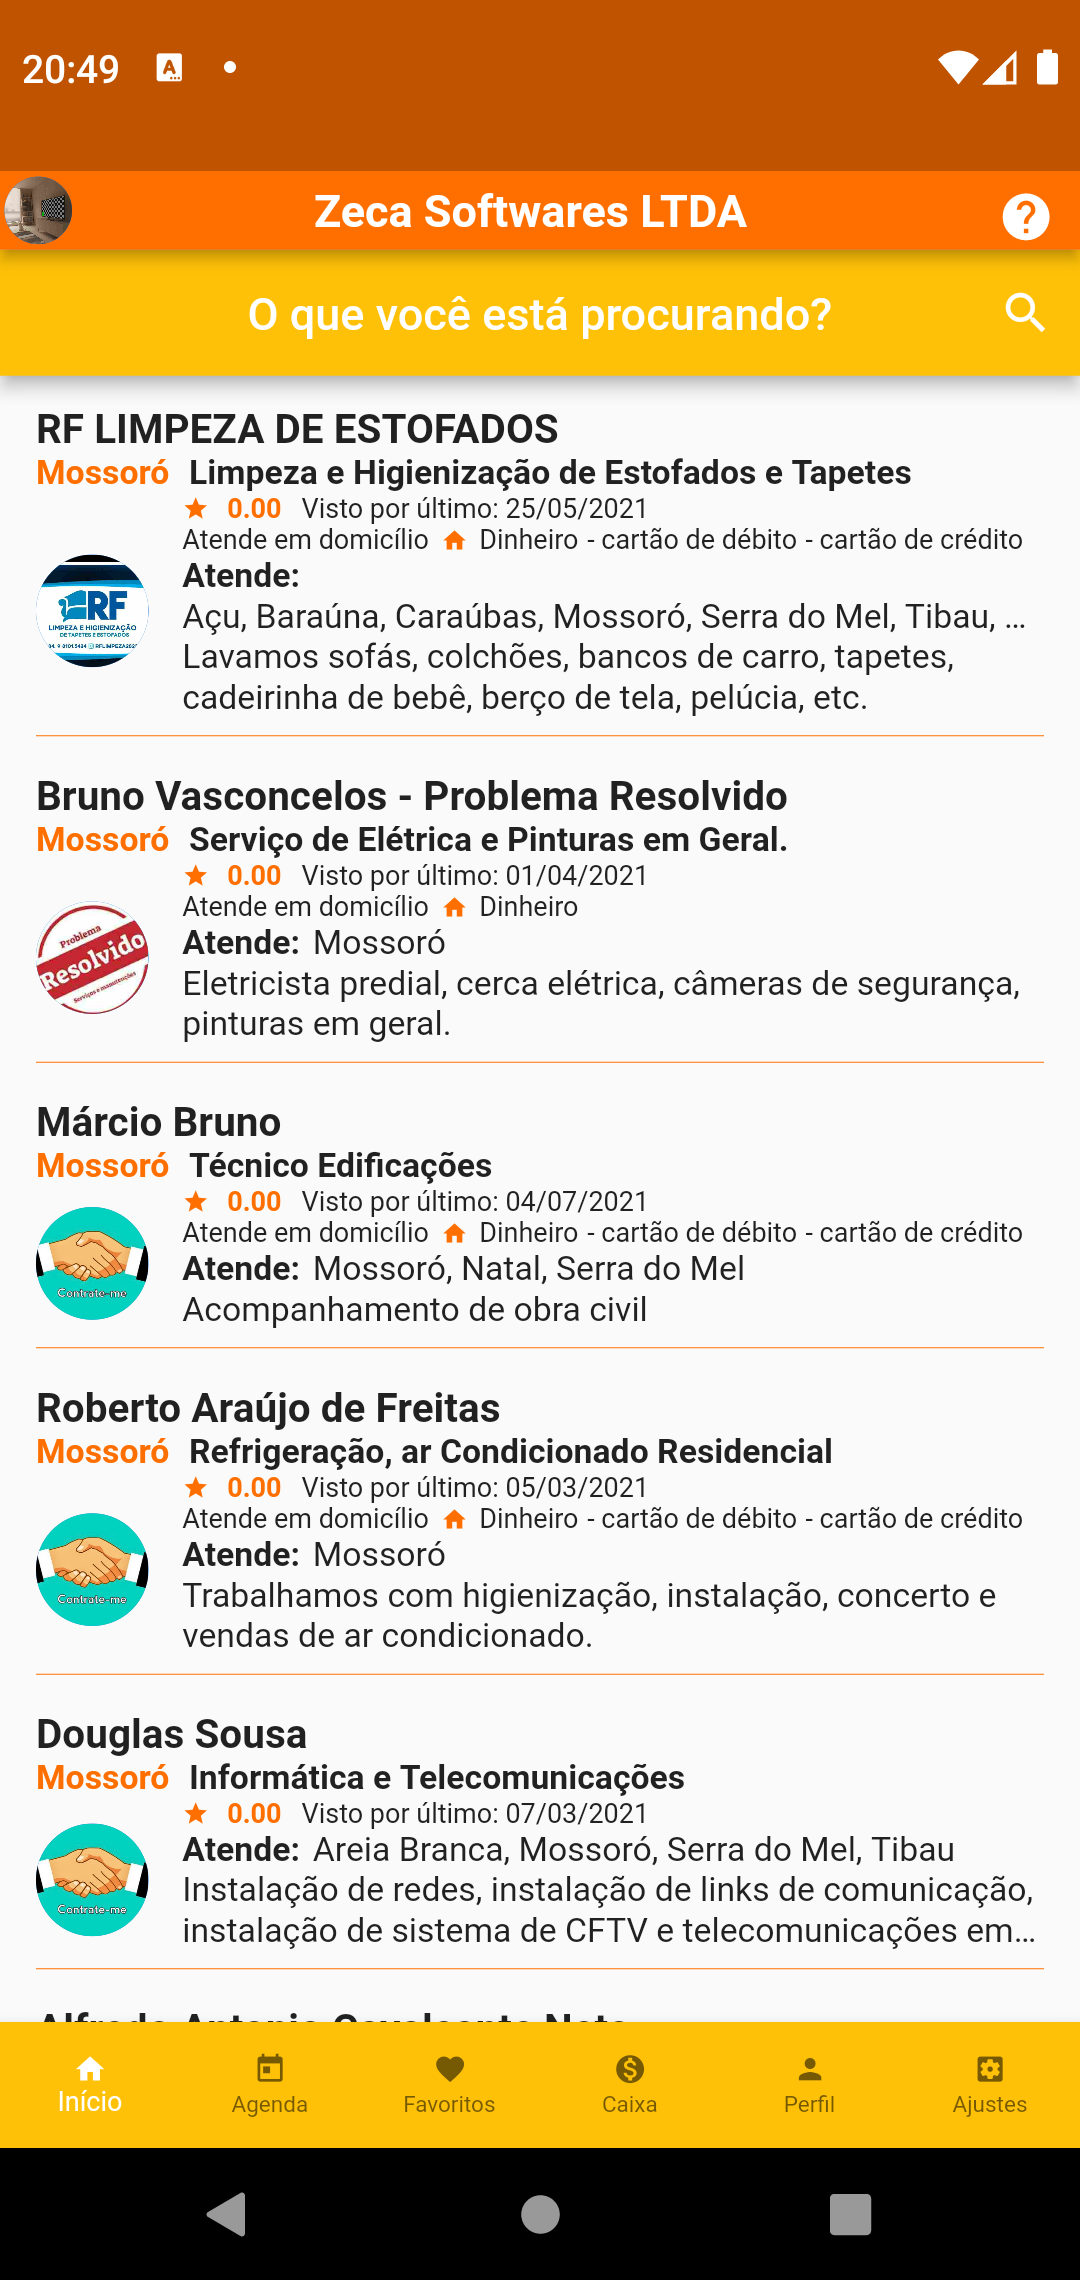 20:49
Zeca Softwares LTDA
O que você está procurando?
RF LIMPEZA DE ESTOFADOS
Mossoró Limpeza e Higienização de Estofados e Tapetes
0.00 Visto por último: 25/05/2021
Atende em domicílio Dinheiro - cartão de débito - cartão de crédito
Atende:
Açu, Baraúna, Caraúbas, Mossoró, Serra do Mel, Tibau, ...
Lavamos sofás, colchões, bancos de carro, tapetes,
cadeirinha de bebê, berço de tela, pelúcia, etc.
RF
LIMPEZA E HIGIENIZAÇÃO
DE TAPETES E ESTOFADOS
Bruno Vasconcelos - Problema Resolvido
Mossoró Serviço de Elétrica e Pinturas em Geral.
0.00 Visto por último: 01/04/2021
Atende em domicílio Dinheiro
Atende: Mossoró
Eletricista predial, cerca elétrica, câmeras de segurança,
pinturas em geral.
Problema
Resolvido
Serviços e manutenções
Márcio Bruno
Mossoró Técnico Edificações
0.00 Visto por último: 04/07/2021
Atende em domicílio Dinheiro - cartão de débito - cartão de crédito
Atende: Mossoró, Natal, Serra do Mel
Acompanhamento de obra civil
Contrate-me
Roberto Araújo de Freitas
Mossoró Refrigeração, ar Condicionado Residencial
0.00 Visto por último: 05/03/2021
Atende em domicílio Dinheiro - cartão de débito - cartão de crédito
Atende: Mossoró
Trabalhamos com higienização, instalação, concerto e
vendas de ar condicionado.
Contrate-me
Douglas Sousa
Mossoró Informática e Telecomunicações
0.00 Visto por último: 07/03/2021
Atende: Areia Branca, Mossoró, Serra do Mel, Tibau
Instalação de redes, instalação de links de comunicação,
instalação de sistema de CFTV e telecomunicações em...
Contrate-me
Alfredo Antonio Cavalcante Neto
Início Agenda Favoritos Caixa Perfil Ajustes